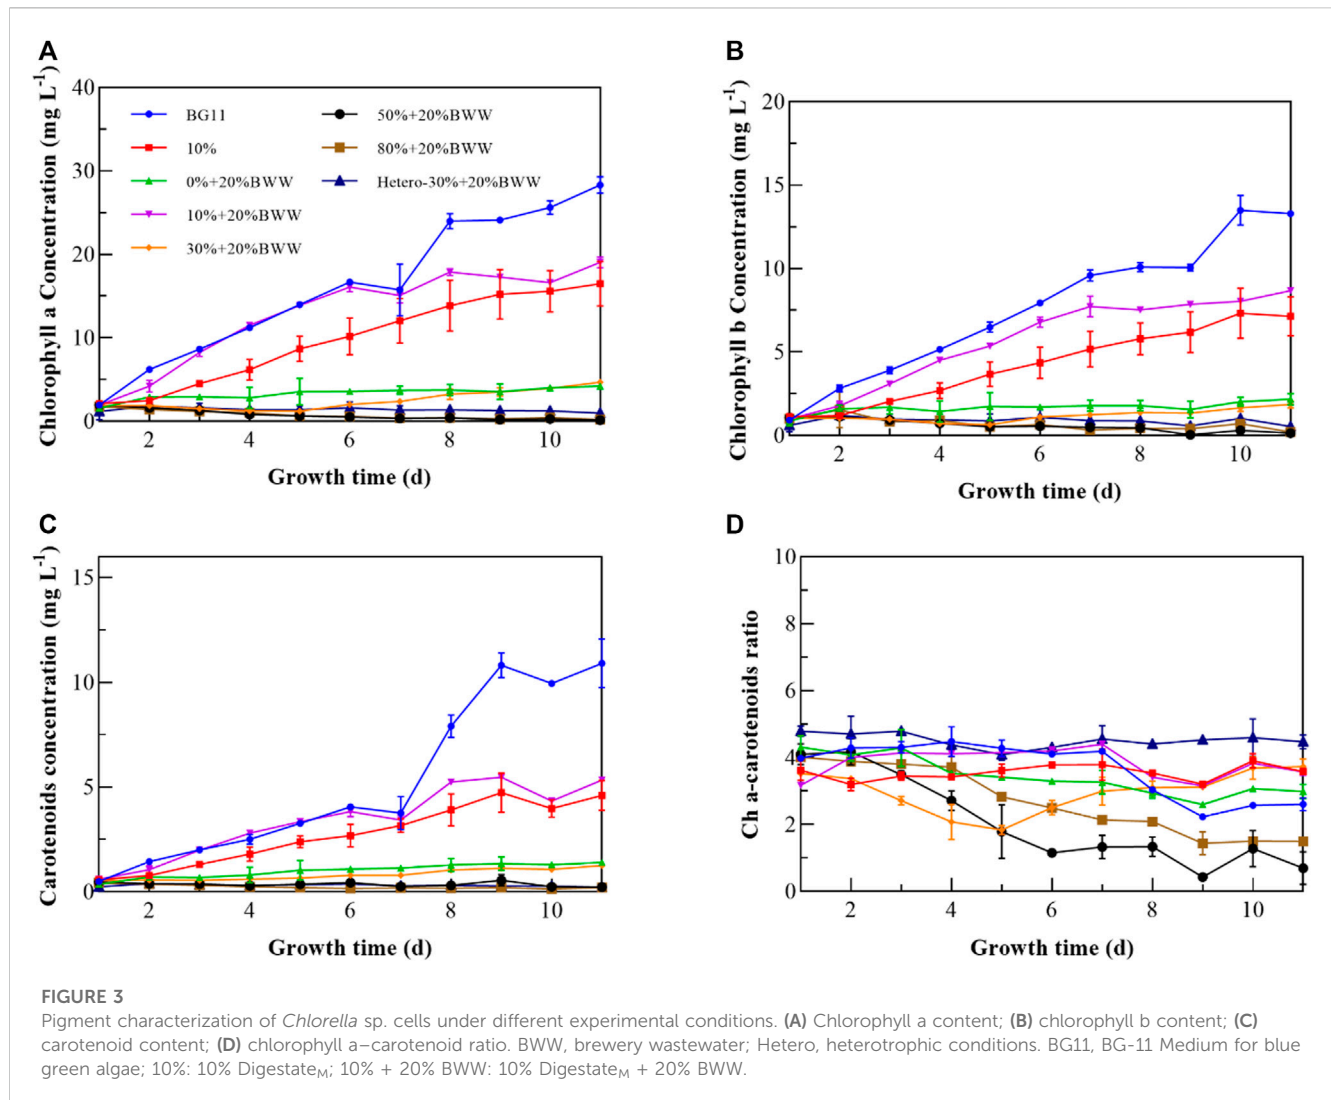 A
Chlorophyll a Concentration (mg L⁻¹)
40
30
20
10
0
2
4
6
8
10
Growth time (d)
BG11
10%
0%+20%BWW
10%+20%BWW
30%+20%BWW
50%+20%BWW
80%+20%BWW
Hetero-30%+20%BWW
B
Chlorophyll b Concentration (mg L⁻¹)
20
15
10
5
0
2
4
6
8
10
Growth time (d)
C
Carotenoids concentration (mg L⁻¹)
15
10
5
0
2
4
6
8
10
Growth time (d)
D
Ch a-carotenoids ratio
10
8
6
4
2
0
2
4
6
8
10
Growth time (d)
FIGURE 3
Pigment characterization of Chlorella sp. cells under different experimental conditions. (A) Chlorophyll a content; (B) chlorophyll b content; (C)
carotenoid content; (D) chlorophyll a–carotenoid ratio. BWW, brewery wastewater; Hetero, heterotrophic conditions. BG11, BG-11 Medium for blue
green algae; 10%: 10% Digestate_M; 10% + 20% BWW: 10% Digestate_M + 20% BWW.